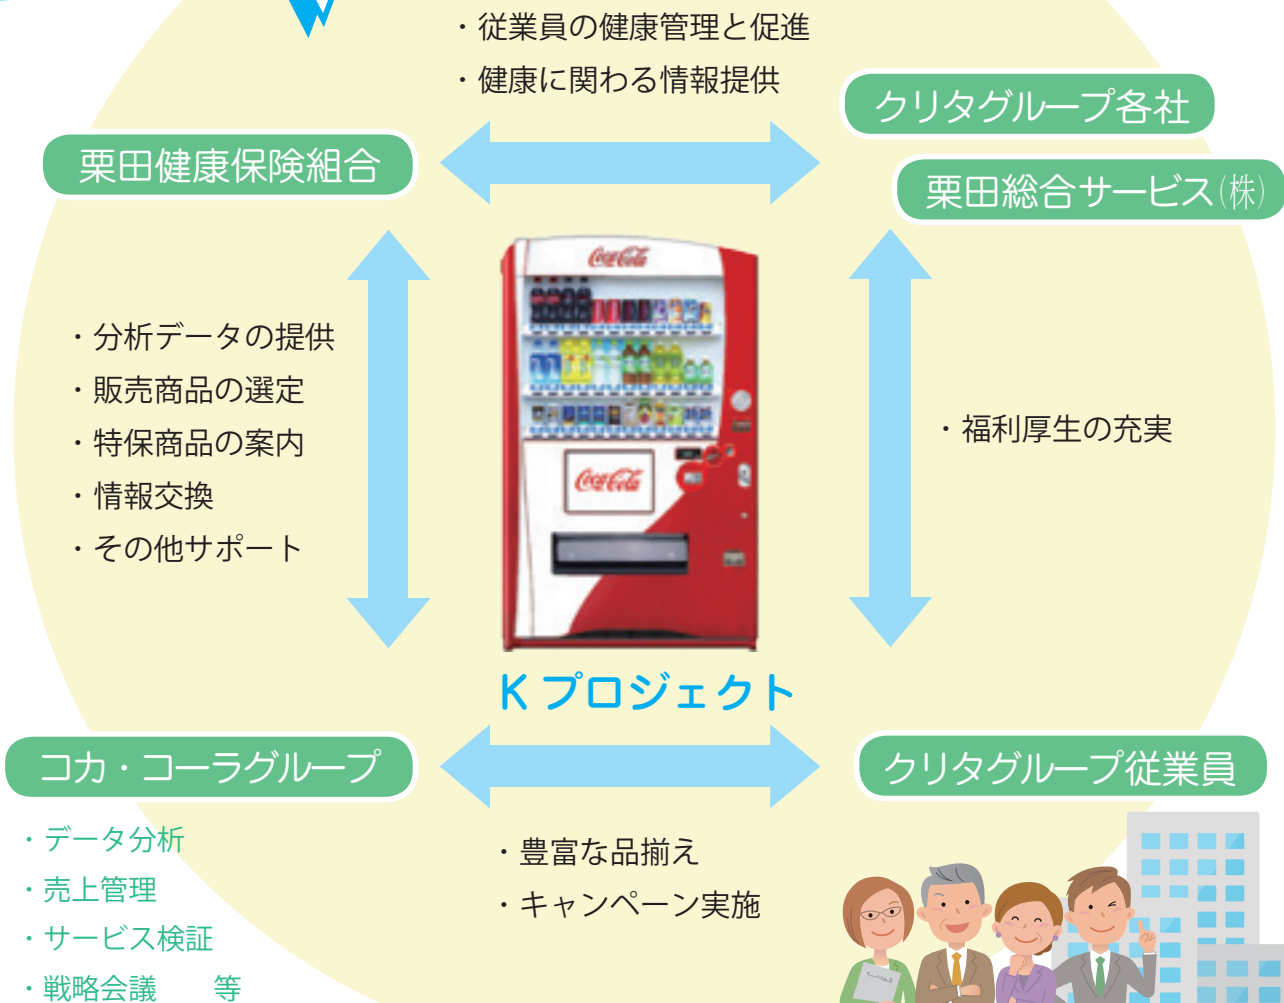 ・従業員の健康管理と促進
・健康に関わる情報提供
クリタグループ各社
栗田健康保険組合
栗田総合サービス(株)
Coca-Cola
・分析データの提供
・販売商品の選定
・特保商品の案内
・情報交換
・その他サポート
・福利厚生の充実
Coca-Cola
Kプロジェクト
コカ・コーラグループ
クリタグループ従業員
・データ分析
・売上管理
・サービス検証
・戦略会議 等
・豊富な品揃え
・キャンペーン実施